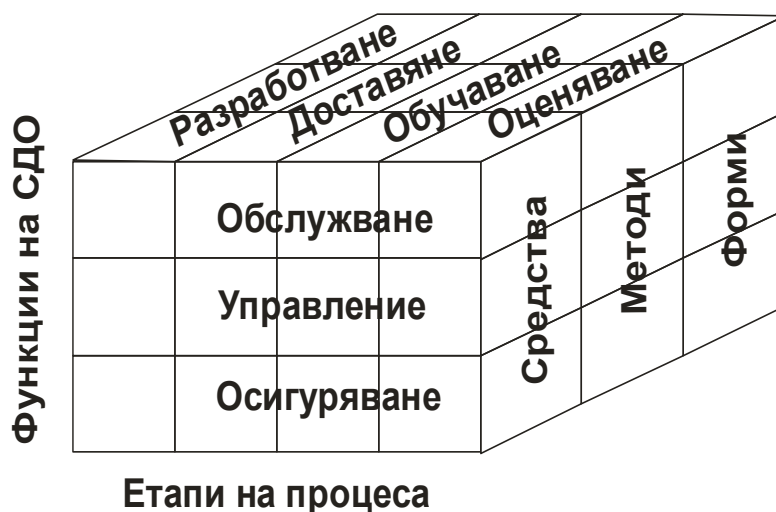 Разработване
Доставяне
Обучаване
Оценяване
Функции на СДО
Обслужване
Управление
Осигуряване
Средства
Методи
Форми
Етапи на процеса